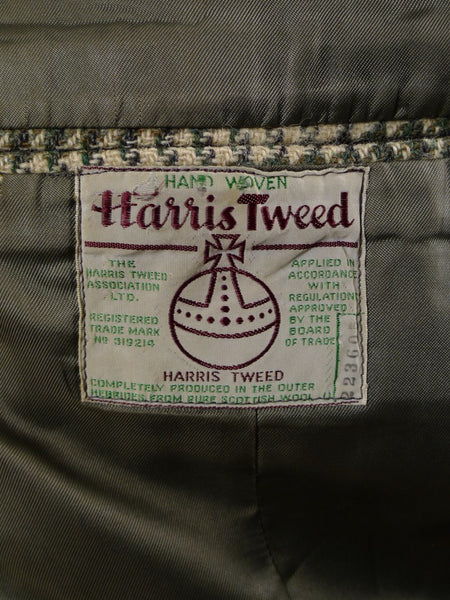 HAND WOVEN
Harris Tweed
THE
HARRIS TWEED
ASSOCIATION
LTD.
REGISTERED
TRADE MARK
No 319214
APPLIED IN
ACCORDANCE
WITH
REGULATION
APPROVED
BY THE
BOARD
OF TRADE
HARRIS TWEED
COMPLETELY PRODUCED IN THE OUTER
HEBRIDES FROM PURE SCOTTISH WOOL